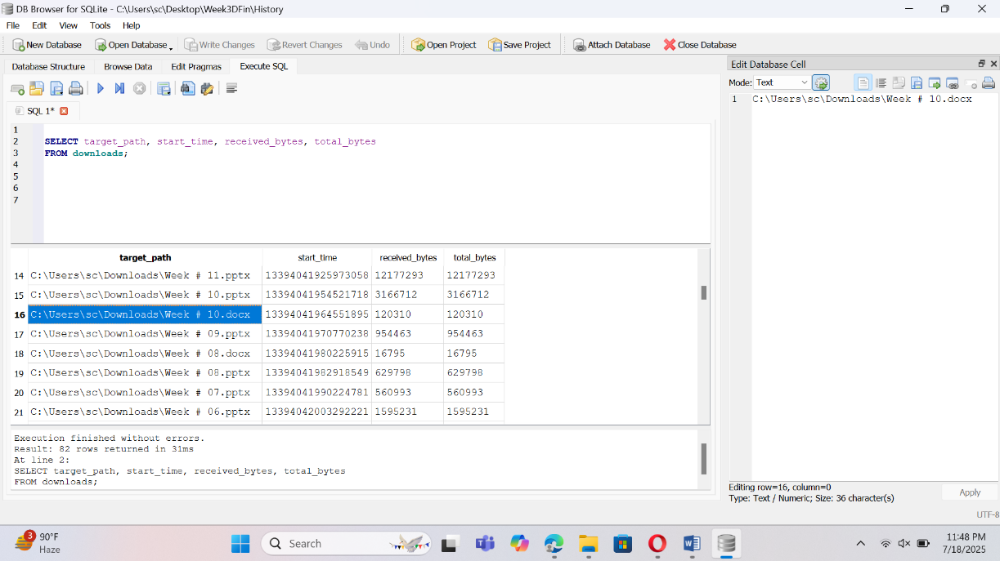 DB Browser for SQLite - C:\Users\sc\Desktop\Week3DFin\History
File Edit View Tools Help
New Database Open Database Write Changes Revert Changes Undo Open Project Save Project Attach Database Close Database
Database Structure Browse Data Edit Pragmas Execute SQL
SQL 1*
1
2 SELECT target_path, start_time, received_bytes, total_bytes
3 FROM downloads;
4
5
6
7
target_path start_time received_bytes total_bytes
14 C:\Users\sc\Downloads\Week # 11.pptx 13394041925973058 12177293 12177293
15 C:\Users\sc\Downloads\Week # 10.pptx 13394041954521718 3166712 3166712
16 C:\Users\sc\Downloads\Week # 10.docx 13394041964551895 120310 120310
17 C:\Users\sc\Downloads\Week # 09.pptx 13394041970770238 954463 954463
18 C:\Users\sc\Downloads\Week # 08.docx 13394041980225915 16795 16795
19 C:\Users\sc\Downloads\Week # 08.pptx 13394041982918549 629798 629798
20 C:\Users\sc\Downloads\Week # 07.pptx 13394041990224781 560993 560993
21 C:\Users\sc\Downloads\Week # 06.pptx 13394042003292221 1595231 1595231
Execution finished without errors.
Result: 82 rows returned in 31ms
At line 2:
SELECT target_path, start_time, received_bytes, total_bytes
FROM downloads;
Edit Database Cell
Mode: Text
1 C:\Users\sc\Downloads\Week # 10.docx
Editing row=16, column=0
Type: Text / Numeric; Size: 36 character(s)
Apply
UTF-8
3
90°F
Haze
Search
11:48 PM
7/18/2025